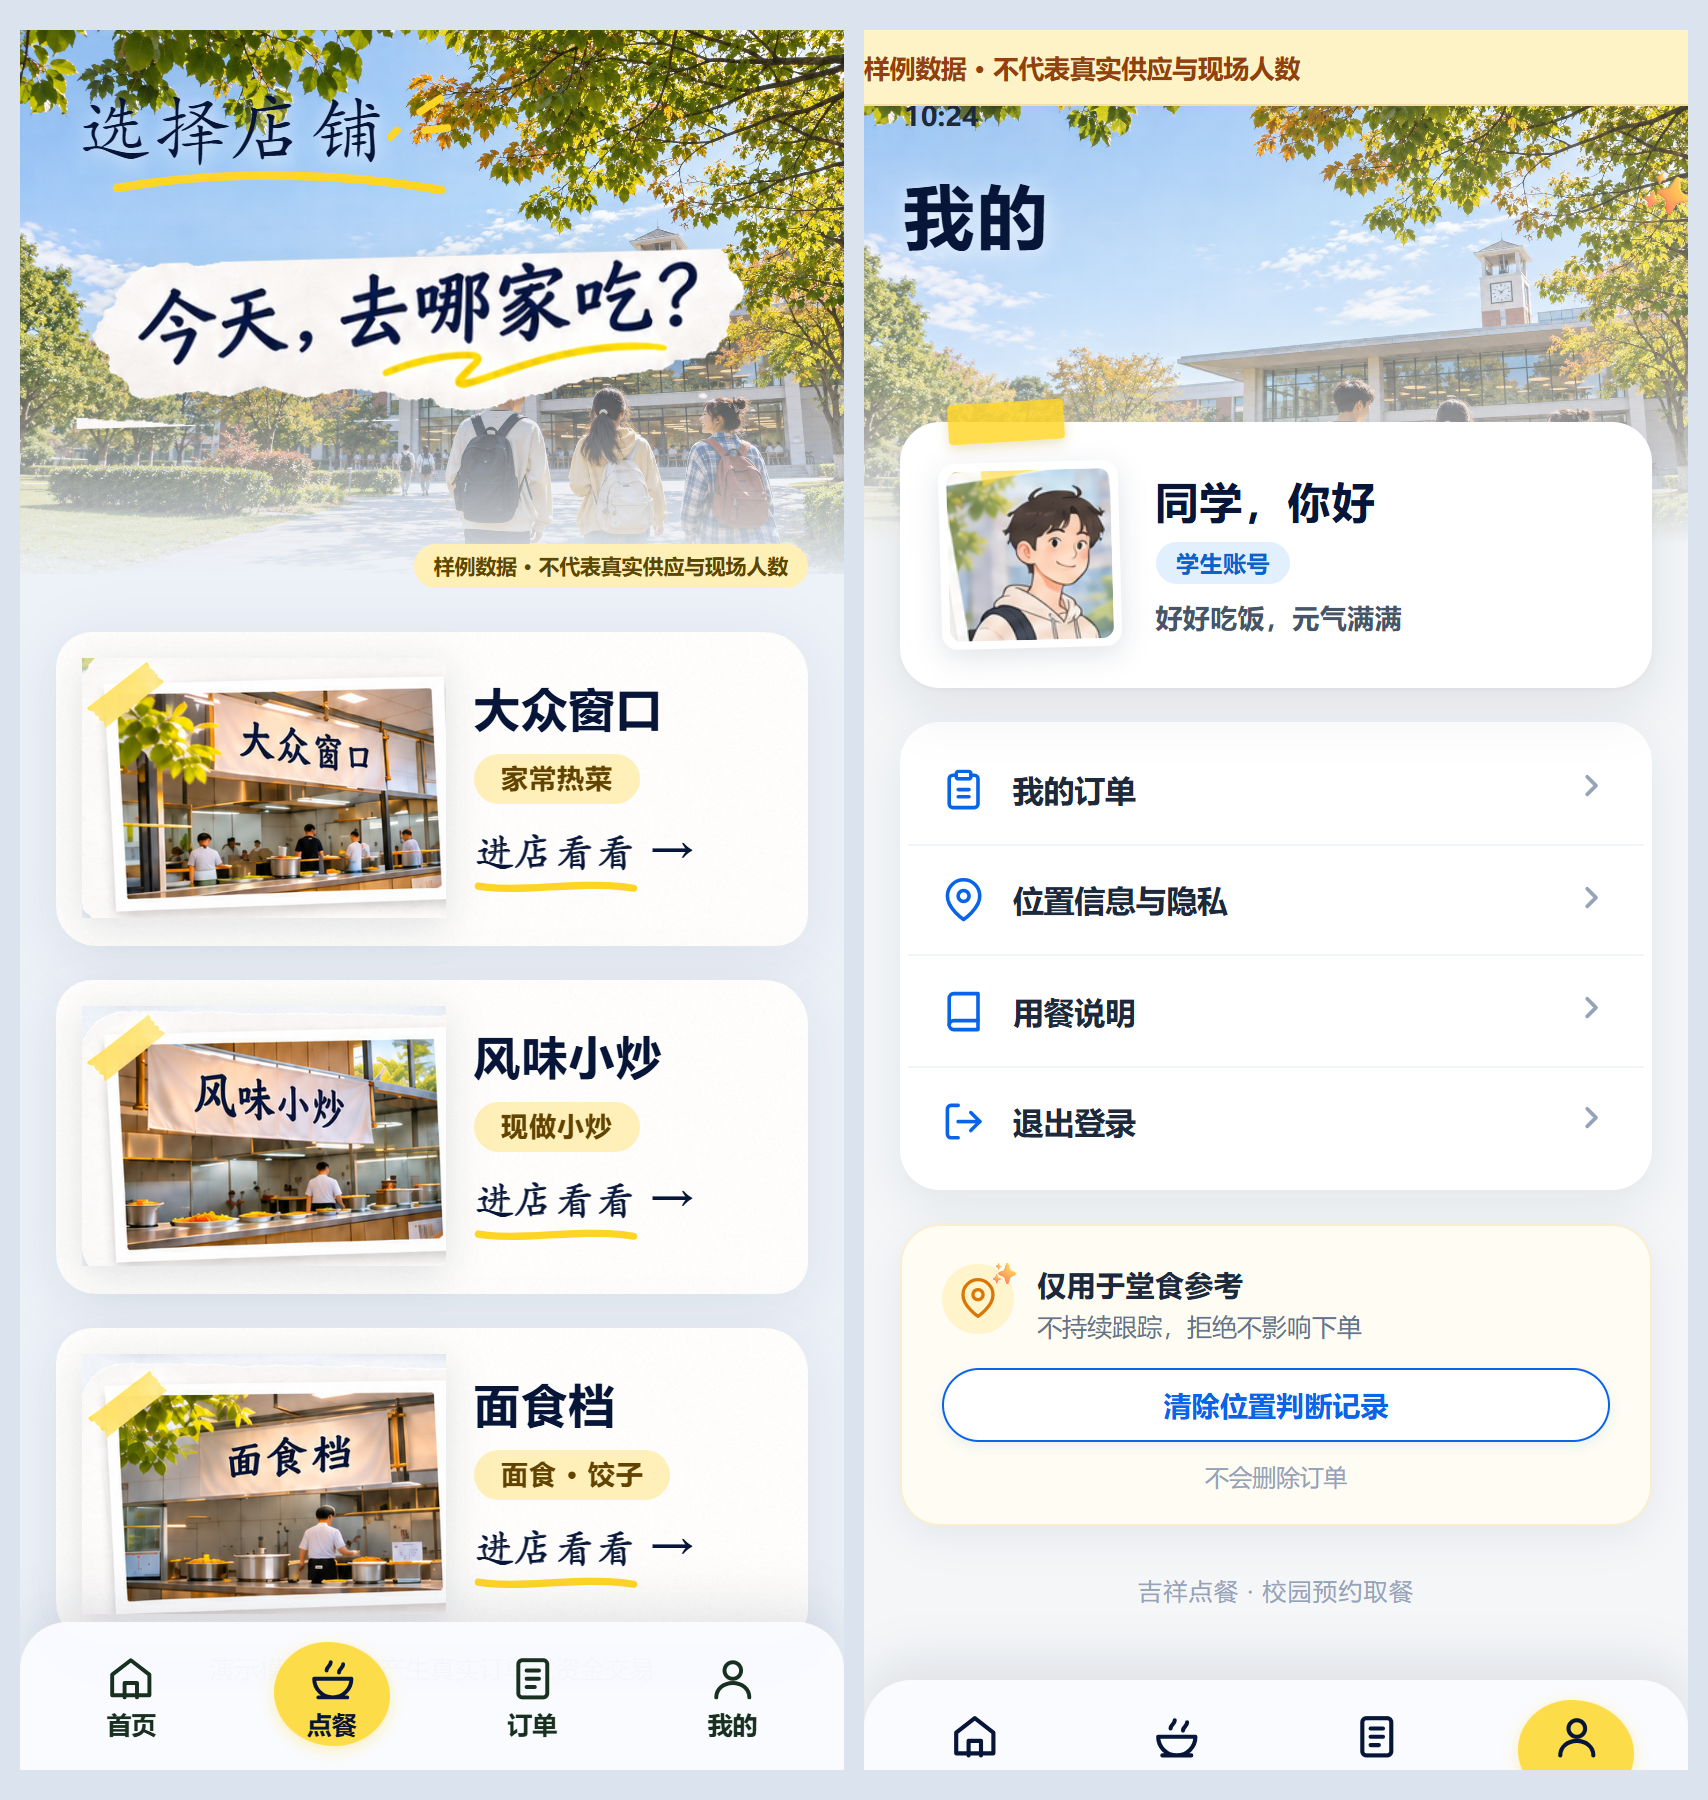 选择店铺
今天，去哪家吃？
样例数据·不代表真实供应与现场人数
大众窗口
大众窗口
家常热菜
进店看看 →
风味小炒
风味小炒
现做小炒
进店看看 →
面食档
面食档
面食·饺子
进店看看 →
首页
点餐
订单
我的
样例数据·不代表真实供应与现场人数
10:24
我的
同学，你好
学生账号
好好吃饭，元气满满
我的订单
位置信息与隐私
用餐说明
退出登录
仅用于堂食参考
不持续跟踪，拒绝不影响下单
清除位置判断记录
不会删除订单
吉祥点餐·校园预约取餐